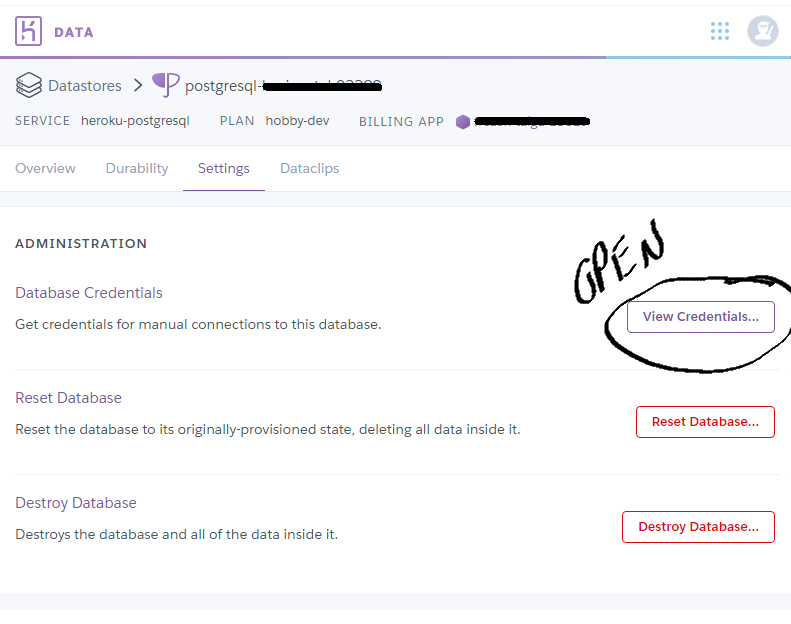 DATA
Datastores > postgresql-
SERVICE heroku-postgresql PLAN hobby-dev BILLING APP
Overview Durability Settings Dataclips
ADMINISTRATION
OPEN
Database Credentials
Get credentials for manual connections to this database.
View Credentials...
Reset Database
Reset the database to its originally-provisioned state, deleting all data inside it.
Reset Database...
Destroy Database
Destroys the database and all of the data inside it.
Destroy Database...